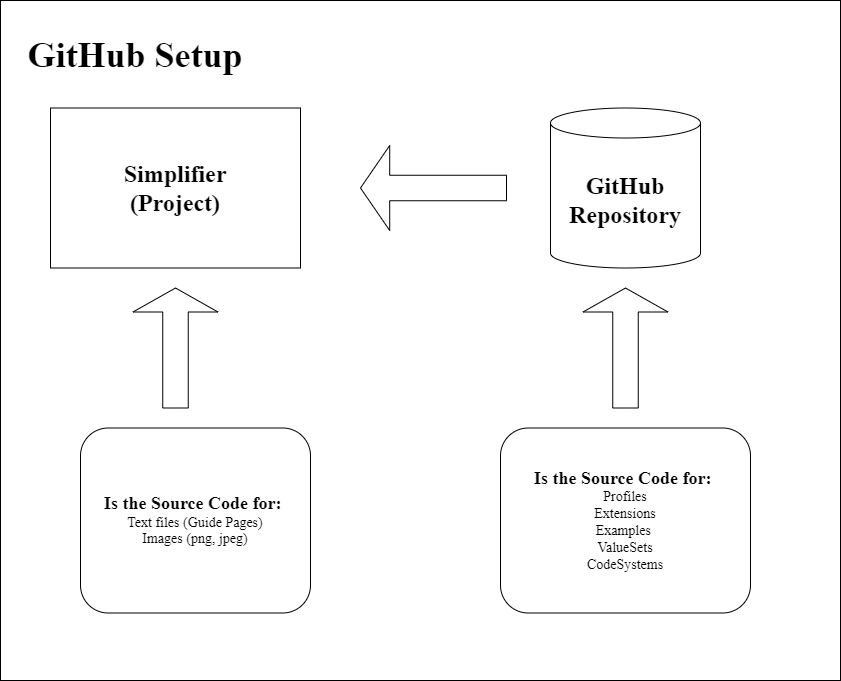 GitHub Setup
Simplifier
(Project)
GitHub
Repository
Is the Source Code for:
Text files (Guide Pages)
Images (png, jpeg)
Is the Source Code for:
Profiles
Extensions
Examples
ValueSets
CodeSystems